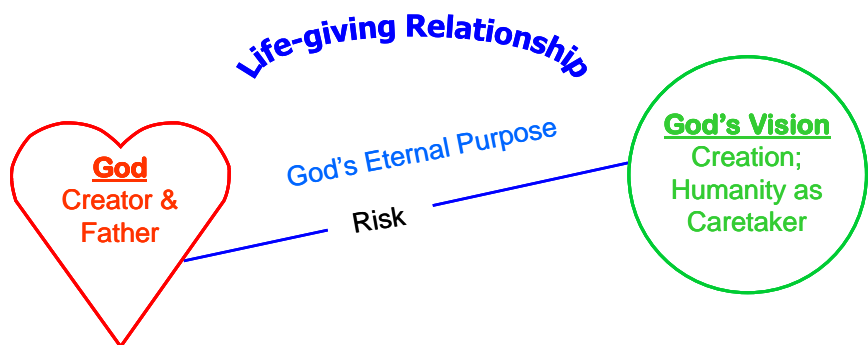 Life-giving Relationship
God
Creator &
Father
God's Eternal Purpose
Risk
God's Vision
Creation;
Humanity as
Caretaker